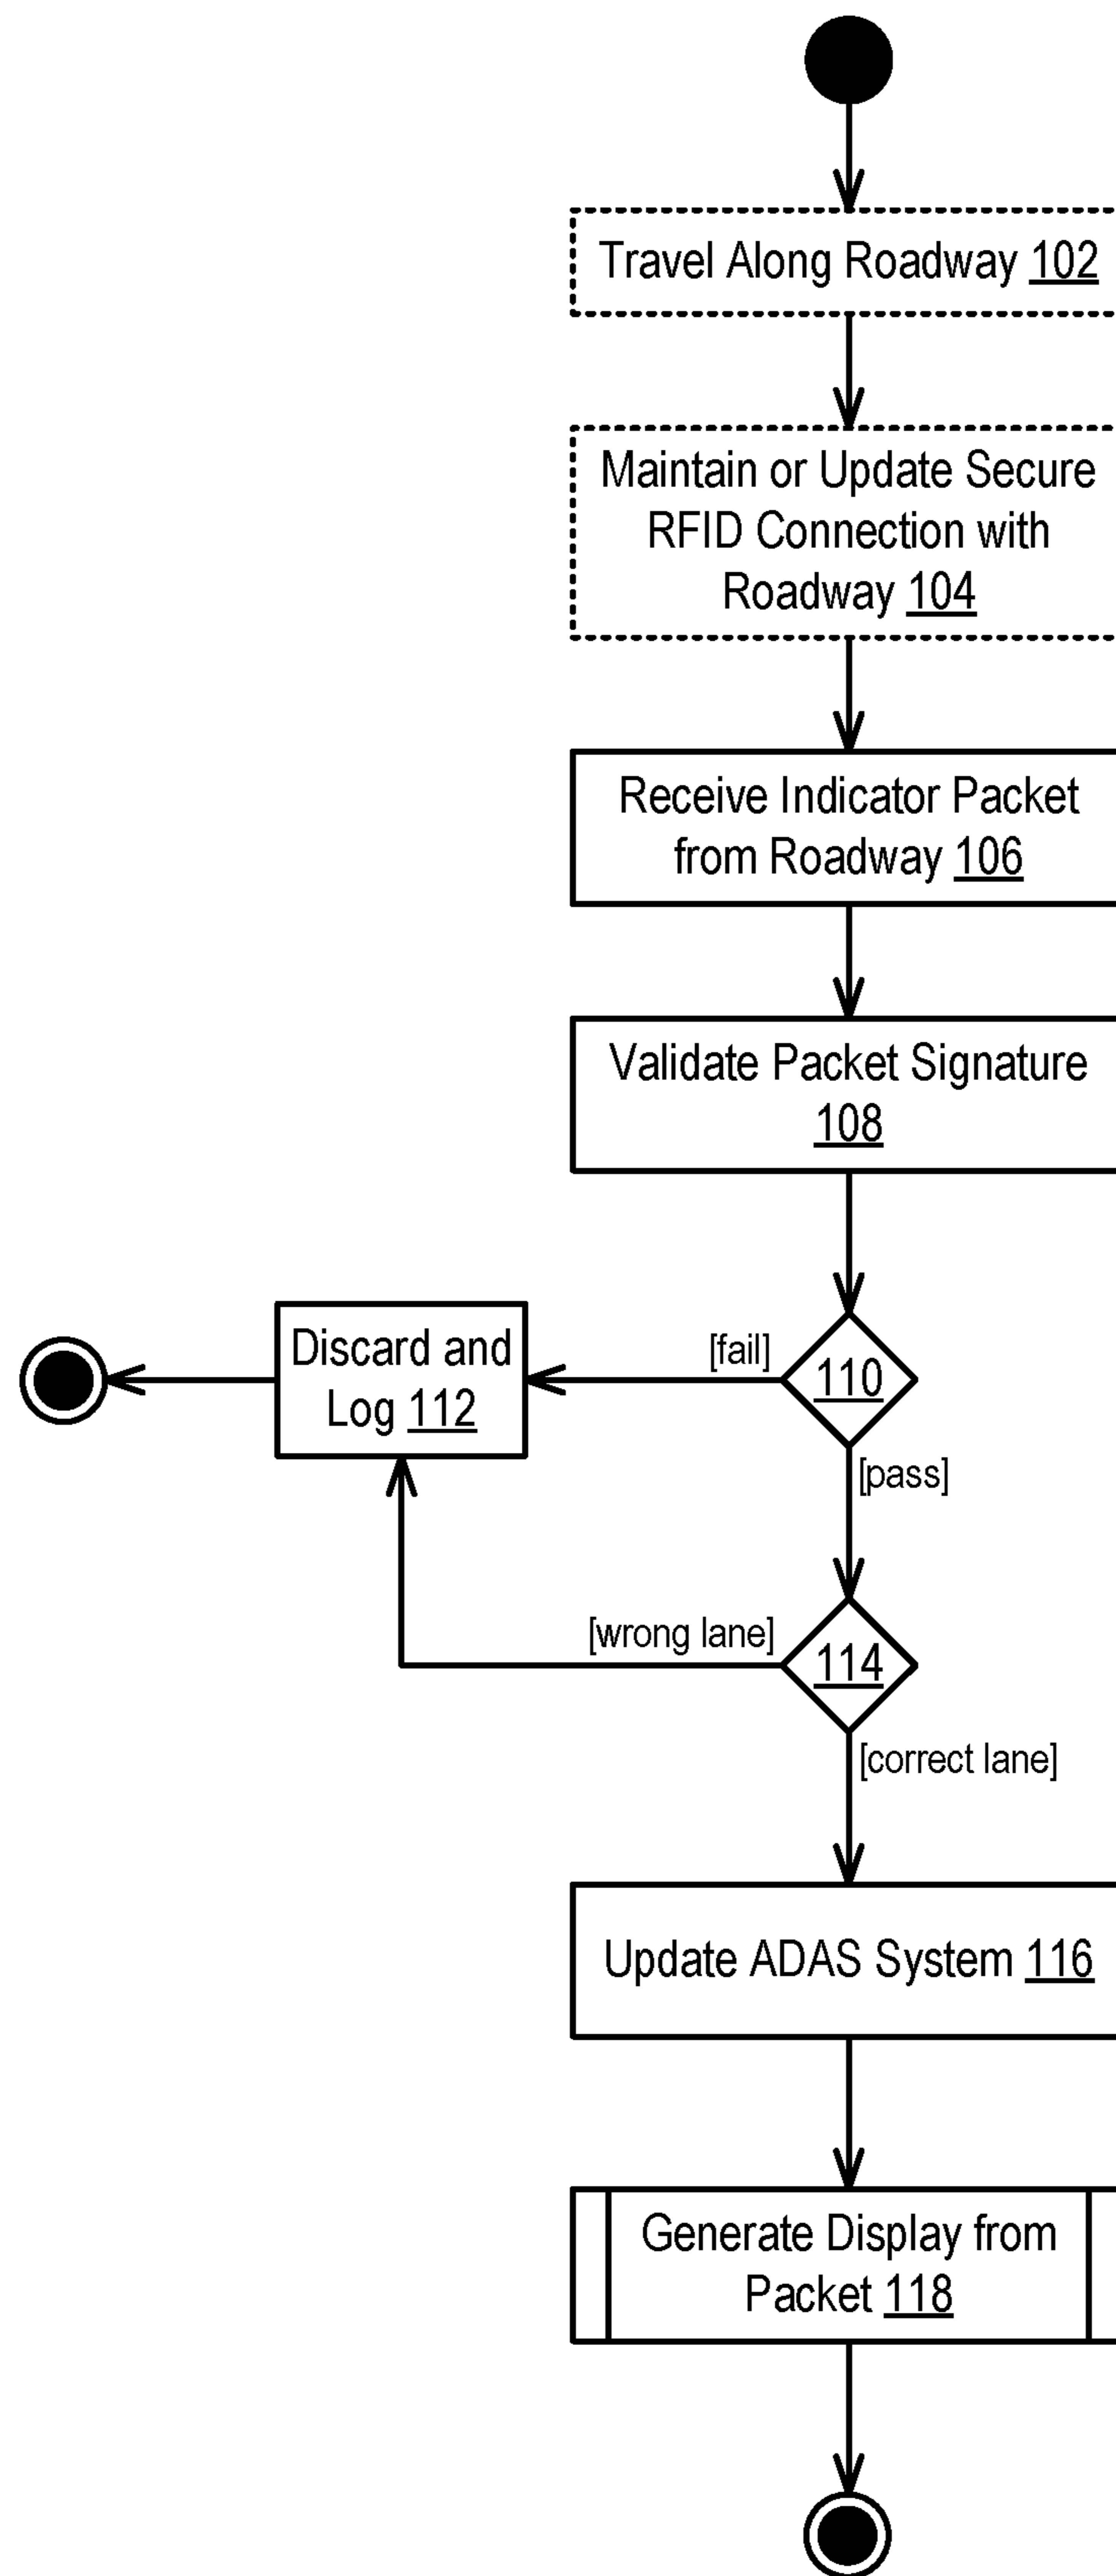 Travel Along Roadway 102
Maintain or Update Secure
RFID Connection with
Roadway 104
Receive Indicator Packet
from Roadway 106
Validate Packet Signature
108
Discard and
Log 112
[fail]
110
[pass]
[wrong lane]
114
[correct lane]
Update ADAS System 116
Generate Display from
Packet 118